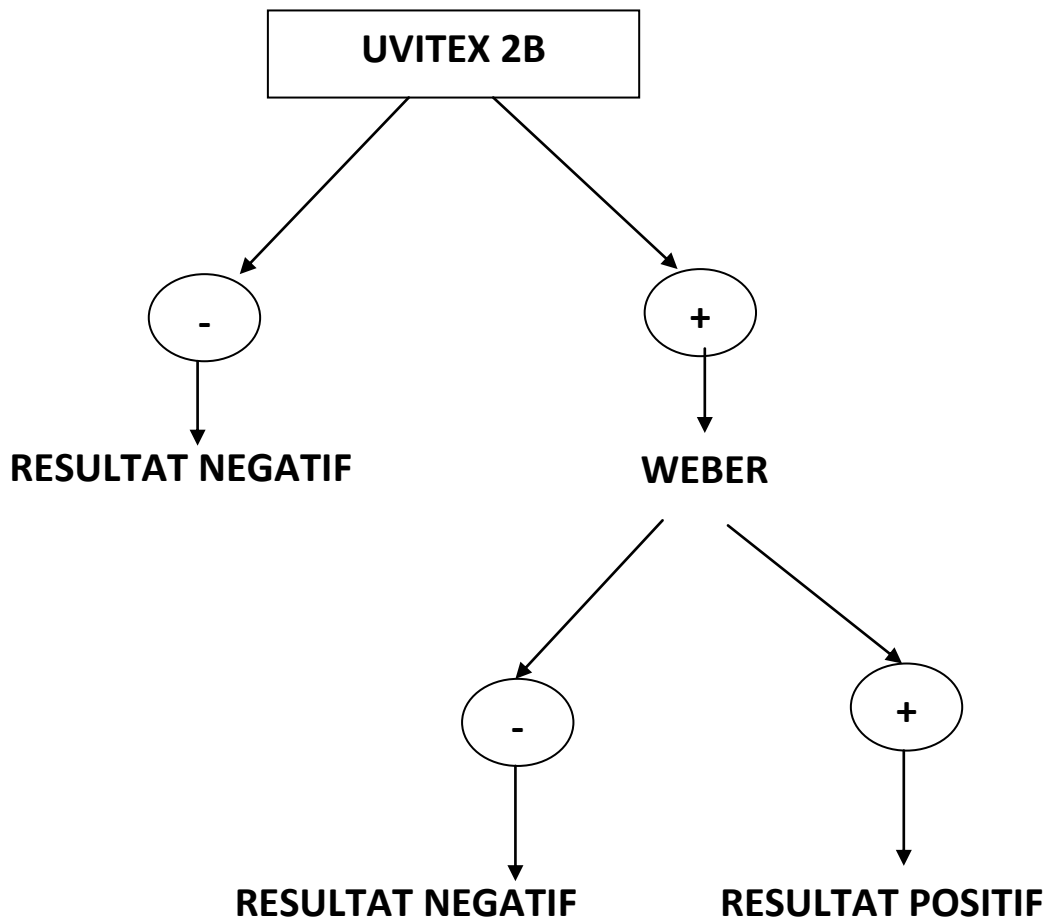 UVITEX 2B
-
+
RESULTAT NEGATIF
WEBER
-
+
RESULTAT NEGATIF
RESULTAT POSITIF